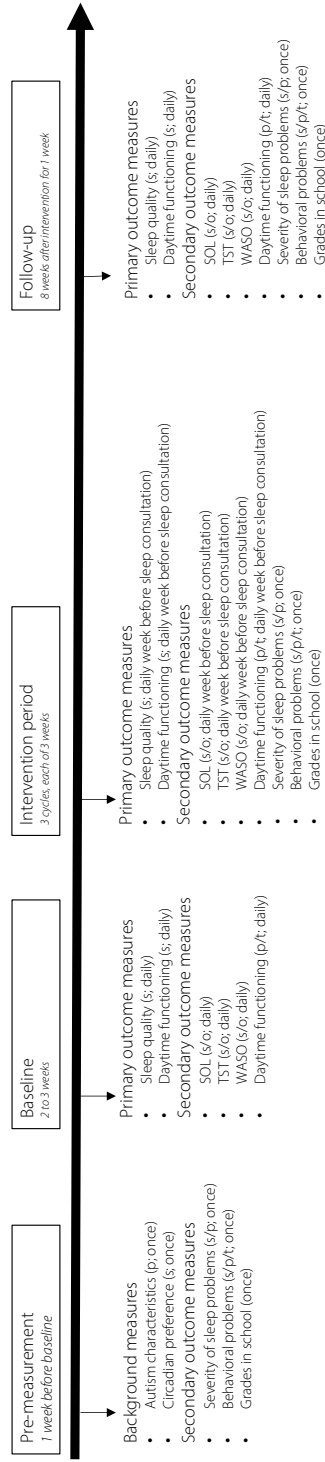 Pre-measurement
1 week before baseline
Background measures
• Autism characteristics (p; once)
• Circadian preference (s; once)
Secondary outcome measures
• Severity of sleep problems (s/p; once)
• Behavioral problems (s/p/t; once)
• Grades in school (once)
Baseline
2 to 3 weeks
Primary outcome measures
• Sleep quality (s; daily)
• Daytime functioning (s; daily)
Secondary outcome measures
• SOL (s/o; daily)
• TST (s/o; daily)
• WASO (s/o; daily)
• Daytime functioning (p/t; daily)
Intervention period
3 cycles, each of 3 weeks
Primary outcome measures
• Sleep quality (s; daily week before sleep consultation)
• Daytime functioning (s; daily week before sleep consultation)
Secondary outcome measures
• SOL (s/o; daily week before sleep consultation)
• TST (s/o; daily week before sleep consultation)
• WASO (s/o; daily week before sleep consultation)
• Daytime functioning (p/t; daily week before sleep consultation)
• Severity of sleep problems (s/p; once)
• Behavioral problems (s/p/t; once)
• Grades in school (once)
Follow-up
8 weeks after intervention for 1 week
Primary outcome measures
• Sleep quality (s; daily)
• Daytime functioning (s; daily)
Secondary outcome measures
• SOL (s/o; daily)
• TST (s/o; daily)
• WASO (s/o; daily)
• Daytime functioning (p/t; daily)
• Severity of sleep problems (s/p; once)
• Behavioral problems (s/p/t; once)
• Grades in school (once)